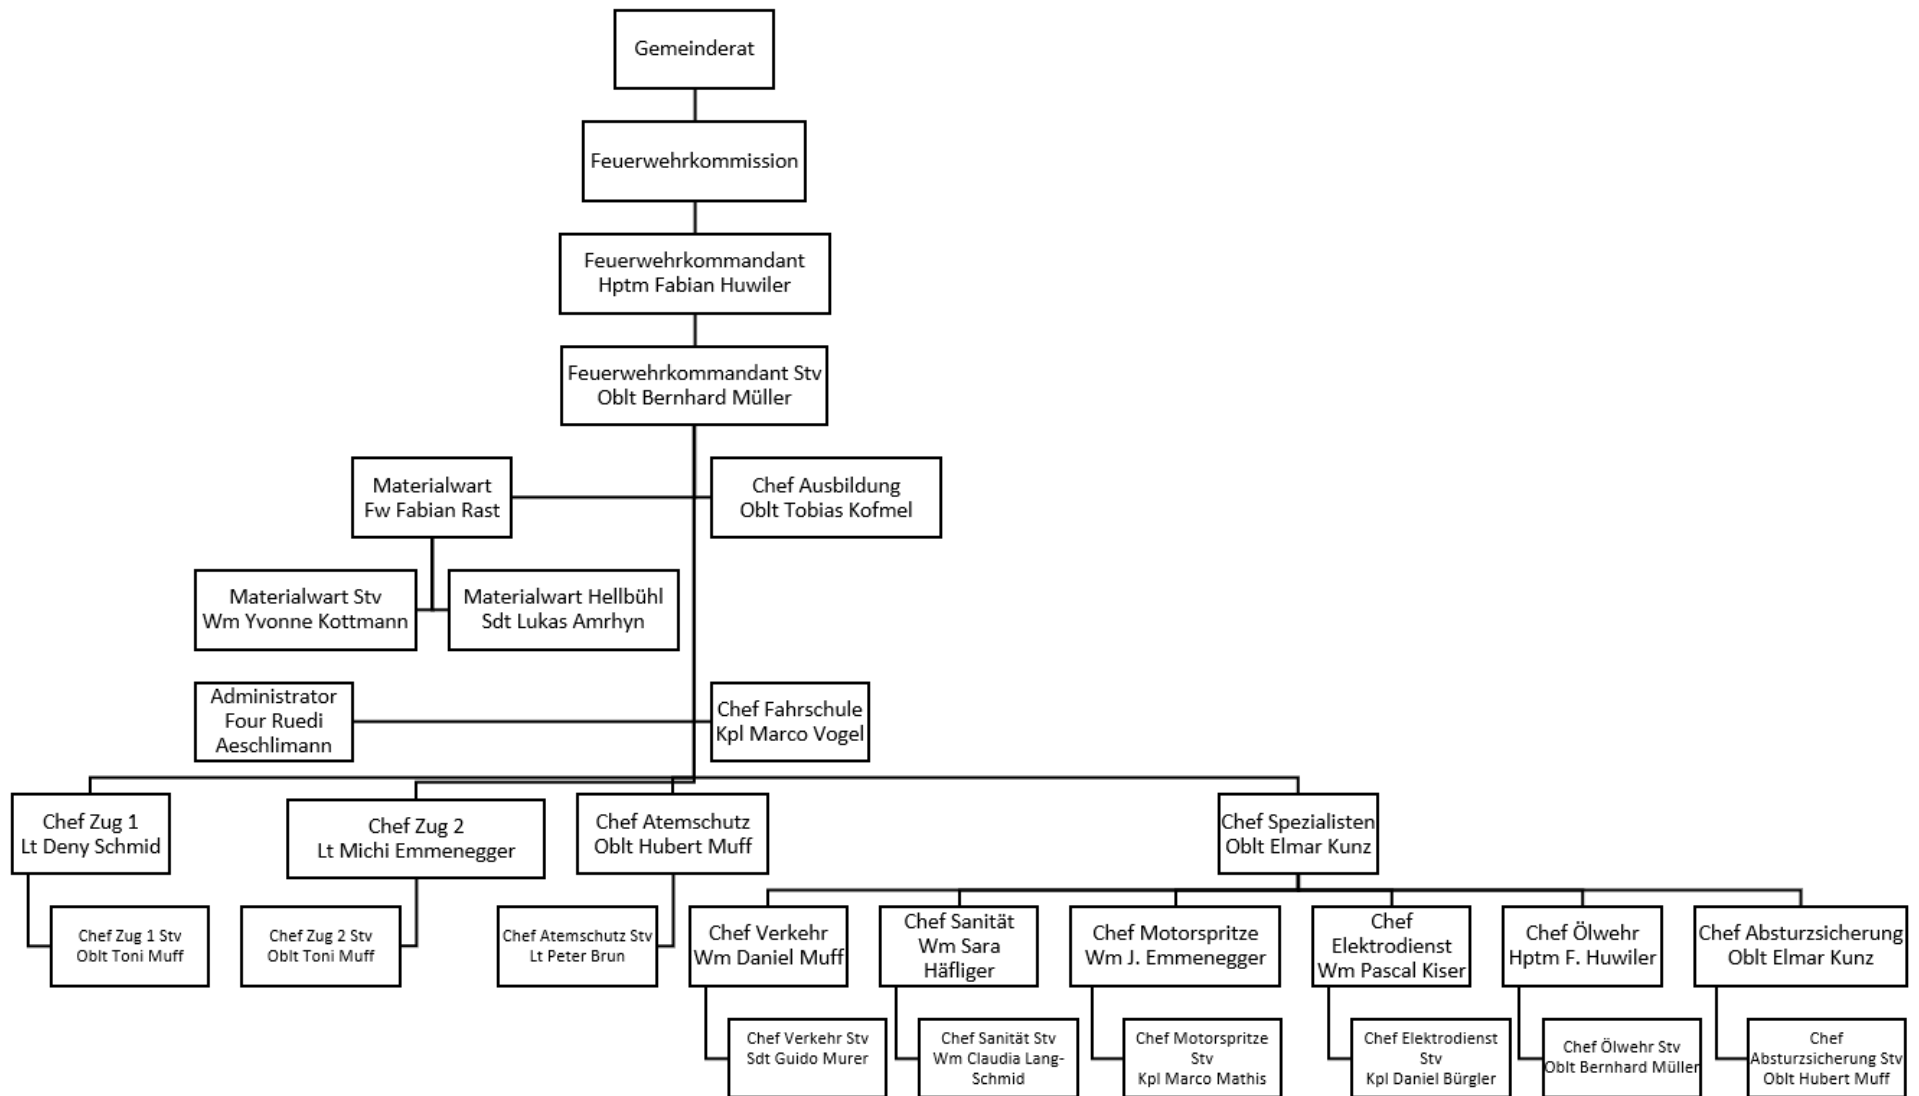 Gemeinderat
Feuerwehrkommission
Feuerwehrkommandant
Hptm Fabian Huwiler
Feuerwehrkommandant Stv
Oblt Bernhard Müller
Materialwart
Fw Fabian Rast
Chef Ausbildung
Oblt Tobias Kofmel
Materialwart Stv
Wm Yvonne Kottmann
Materialwart Hellbühl
Sdt Lukas Amrhyn
Administrator
Four Ruedi
Aeschlimann
Chef Fahrschule
Kpl Marco Vogel
Chef Zug 1
Lt Deny Schmid
Chef Zug 2
Lt Michi Emmenegger
Chef Atemschutz
Oblt Hubert Muff
Chef Spezialisten
Oblt Elmar Kunz
Chef Zug 1 Stv
Oblt Toni Muff
Chef Zug 2 Stv
Oblt Toni Muff
Chef Atemschutz Stv
Lt Peter Brun
Chef Verkehr
Wm Daniel Muff
Chef Sanität
Wm Sara
Häfliger
Chef Motorspritze
Wm J. Emmenegger
Chef
Elektrodienst
Wm Pascal Kiser
Chef Ölwehr
Hptm F. Huwiler
Chef Absturzsicherung
Oblt Elmar Kunz
Chef Verkehr Stv
Sdt Guido Murer
Chef Sanität Stv
Wm Claudia Lang-
Schmid
Chef Motorspritze
Stv
Kpl Marco Mathis
Chef Elektrodienst
Stv
Kpl Daniel Bürgler
Chef Ölwehr Stv
Oblt Bernhard Müller
Chef
Absturzsicherung Stv
Oblt Hubert Muff